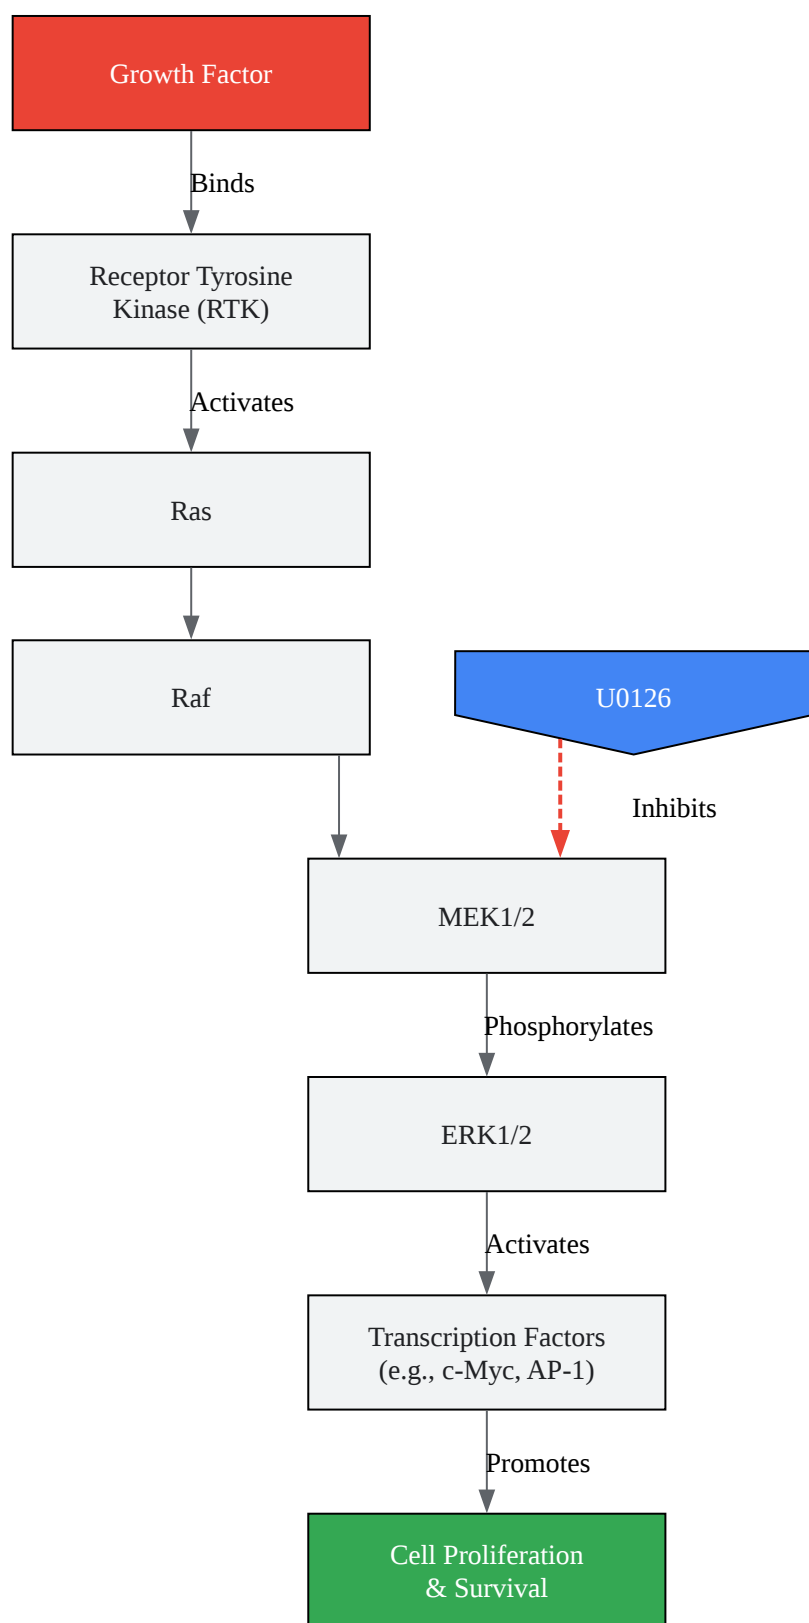 Growth Factor
Binds
Receptor Tyrosine
Kinase (RTK)
Activates
Ras
Raf
U0126
Inhibits
MEK1/2
Phosphorylates
ERK1/2
Activates
Transcription Factors
(e.g., c-Myc, AP-1)
Promotes
Cell Proliferation
& Survival